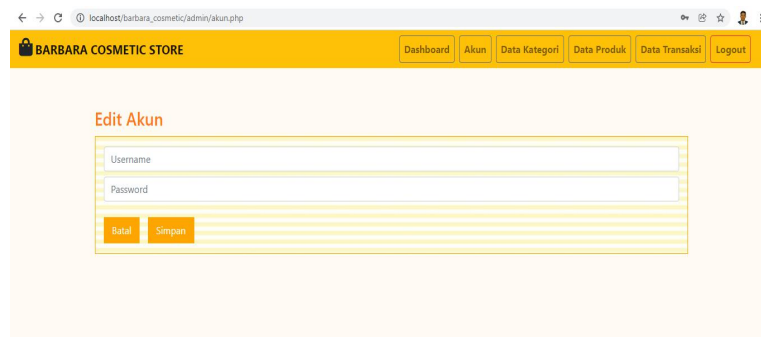 localhost/barbara_cosmetic/admin/akun.php
BARBARA COSMETIC STORE Dashboard Akun Data Kategori Data Produk Data Transaksi Logout
Edit Akun
Username
Password
Batal Simpan